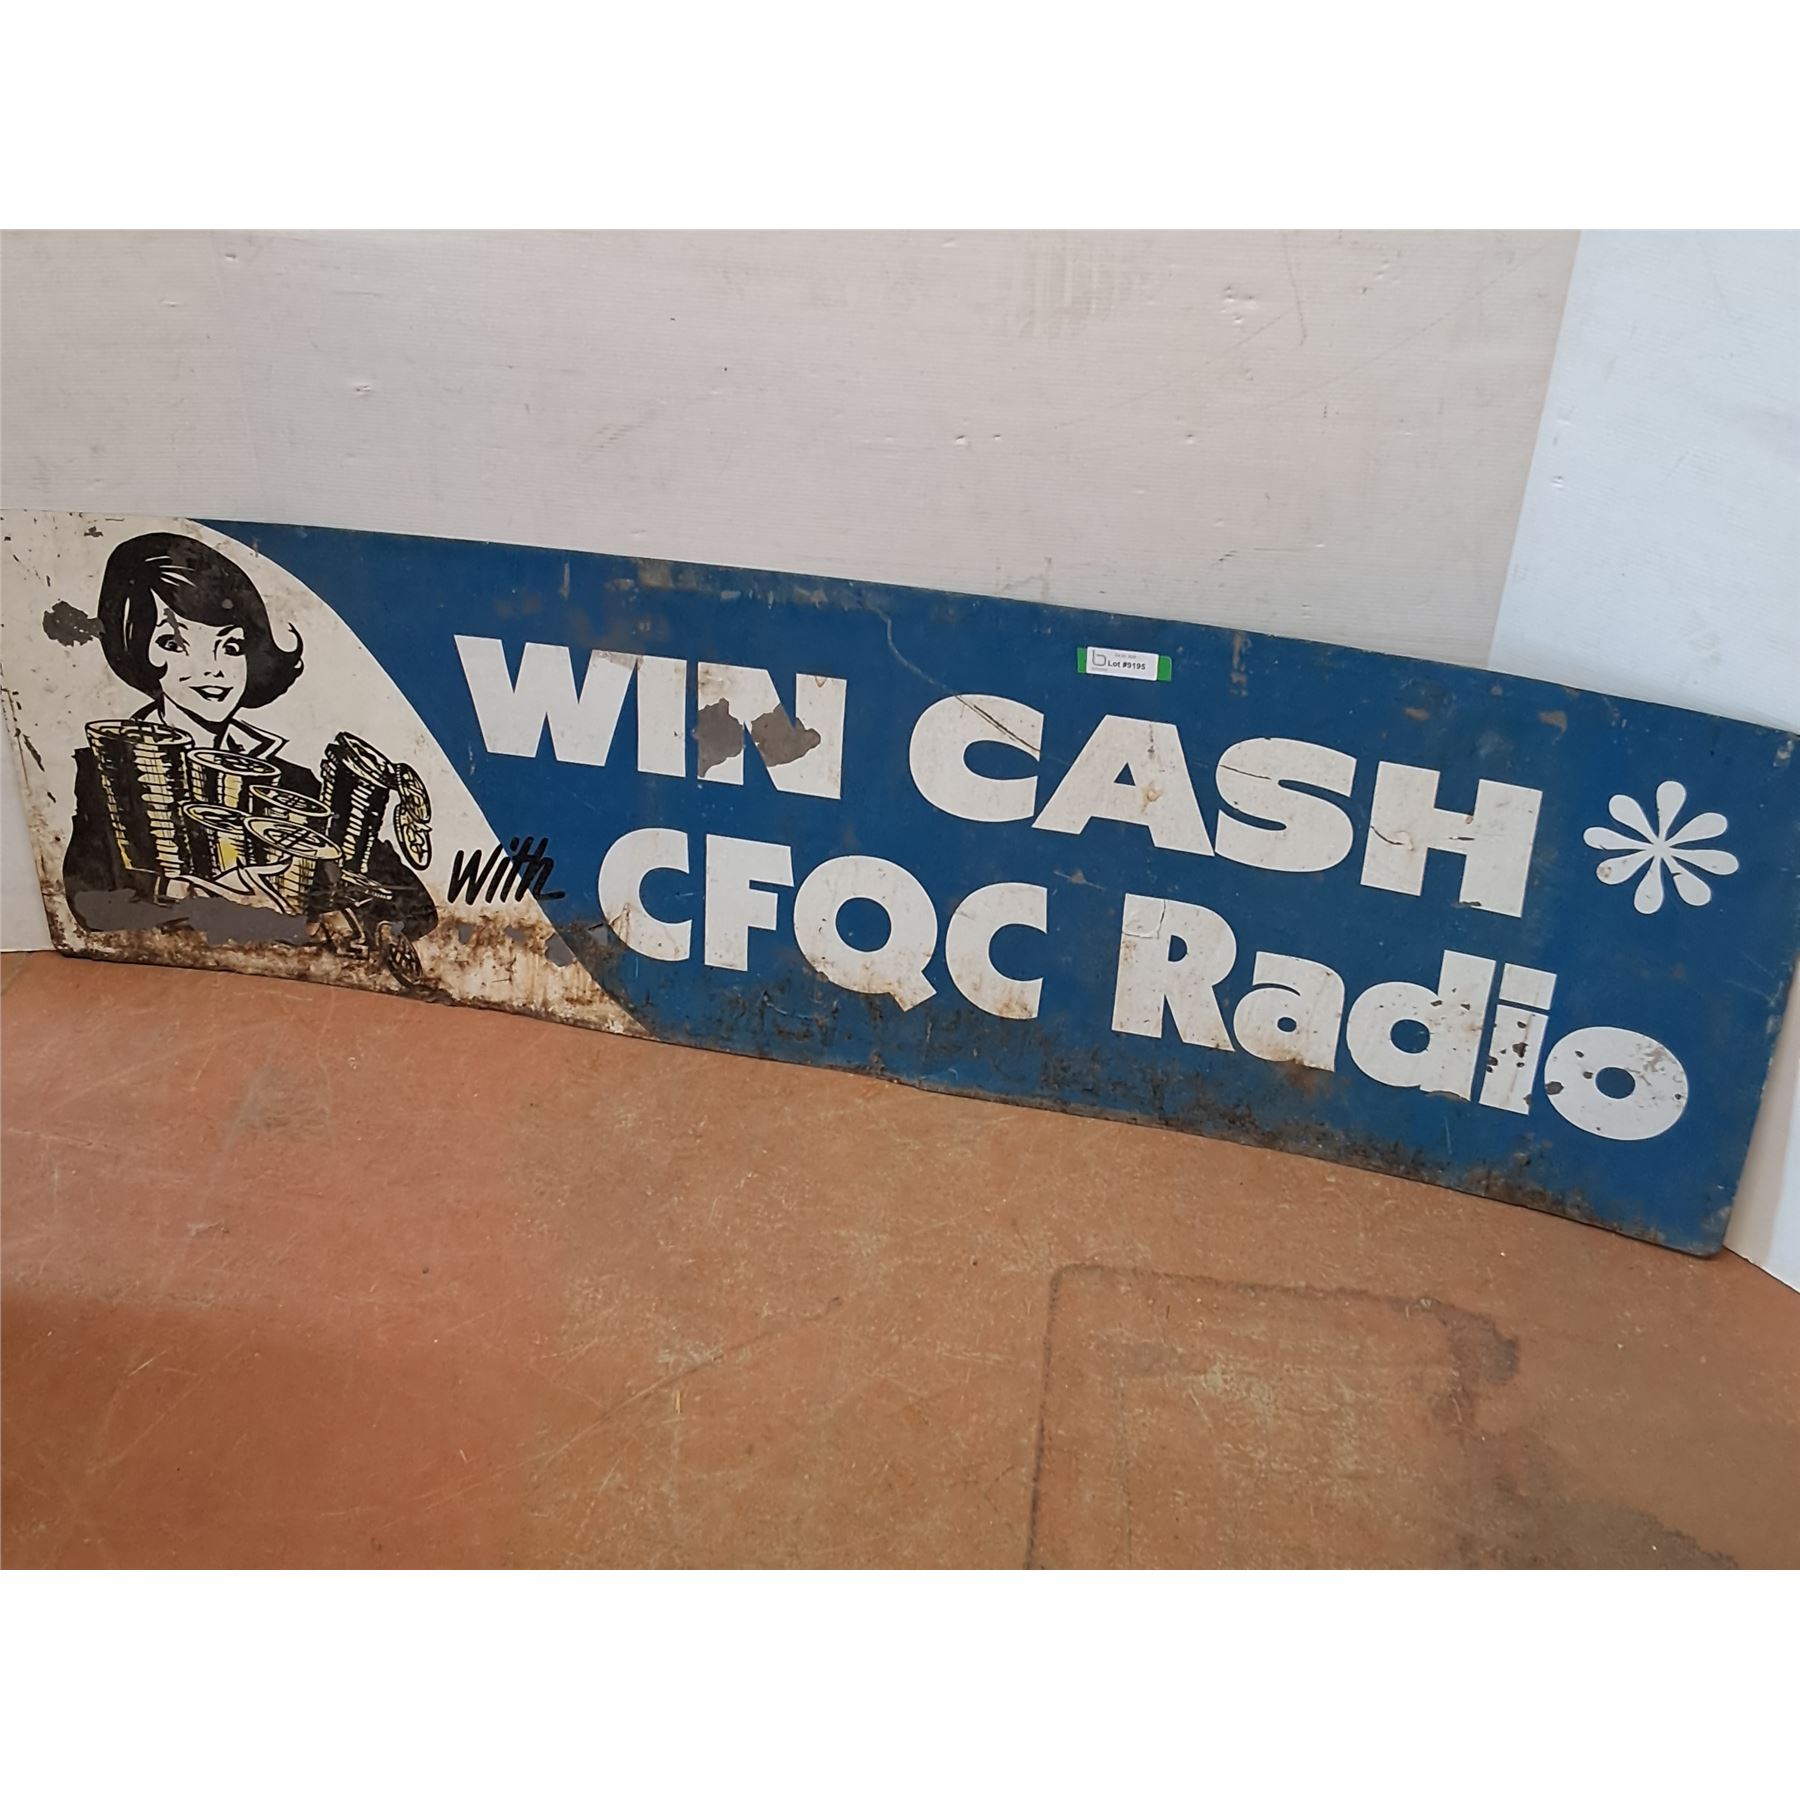 WIN CASH
with CFQC Radio
Lot #9195